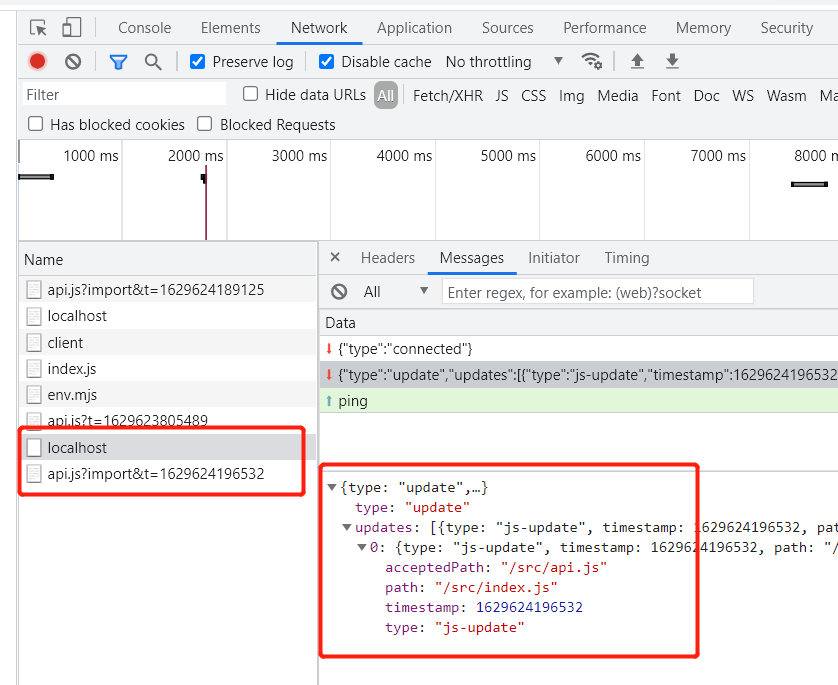 Console Elements Network Application Sources Performance Memory Security
Preserve log Disable cache No throttling
Filter Hide data URLs All Fetch/XHR JS CSS Img Media Font Doc WS Wasm Ma
Has blocked cookies Blocked Requests
1000 ms 2000 ms 3000 ms 4000 ms 5000 ms 6000 ms 7000 ms 8000 m
Name
api.js?import&t=1629624189125
localhost
client
index.js
env.mjs
api.js?t=1629623805489
localhost
api.js?import&t=1629624196532
× Headers Messages Initiator Timing
All Enter regex, for example: (web)?socket
Data
{"type":"connected"}
{"type":"update","updates":[{"type":"js-update","timestamp":1629624196532
ping
{type: "update",…}
type: "update"
updates: [{type: "js-update", timestamp: 1629624196532, pat
0: {type: "js-update", timestamp: 1629624196532, path: "/
acceptedPath: "/src/api.js"
path: "/src/index.js"
timestamp: 1629624196532
type: "js-update"